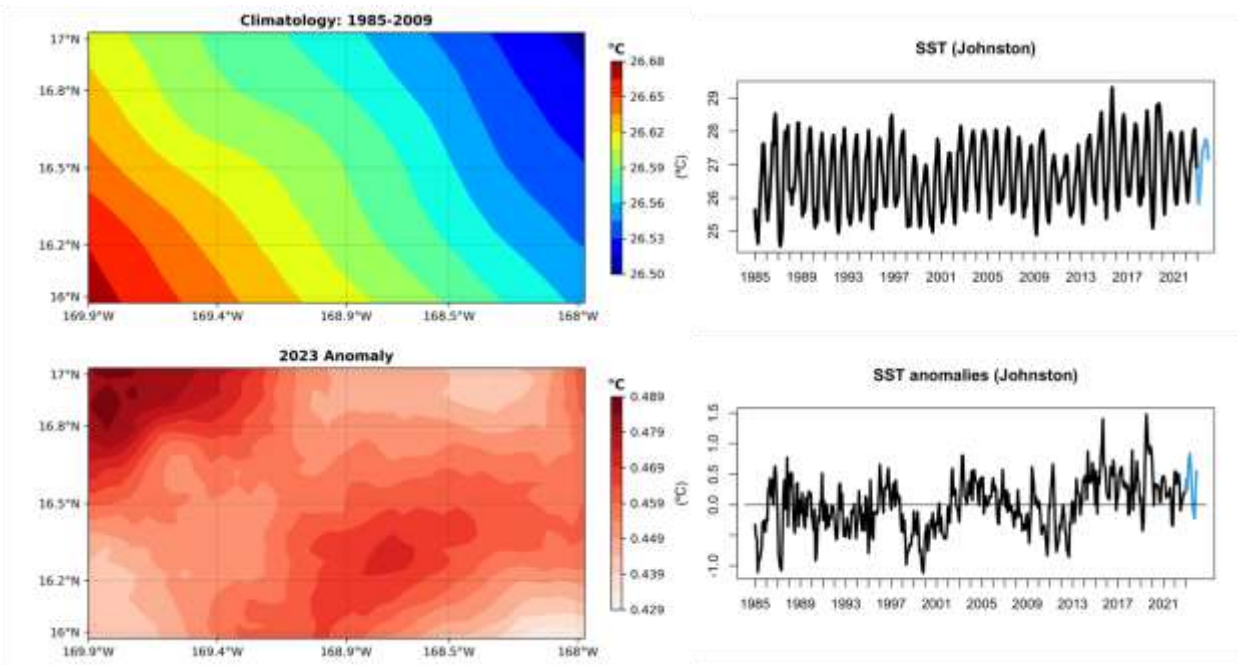 Climatology: 1985-2009
17°N
16.8°N
16.5°N
16.2°N
16°N
169.9°W 169.4°W 168.9°W 168.5°W 168°W
°C
26.68
26.65
26.62
26.59
26.56
26.53
26.50
SST (Johnston)
(°C)
29
28
27
26
25
1985 1989 1993 1997 2001 2005 2009 2013 2017 2021
2023 Anomaly
17°N
16.8°N
16.5°N
16.2°N
16°N
169.9°W 169.4°W 168.9°W 168.5°W 168°W
°C
0.489
0.479
0.469
0.459
0.449
0.439
0.429
SST anomalies (Johnston)
(°C)
1.5
1.0
0.5
0.0
-1.0
1985 1989 1993 1997 2001 2005 2009 2013 2017 2021